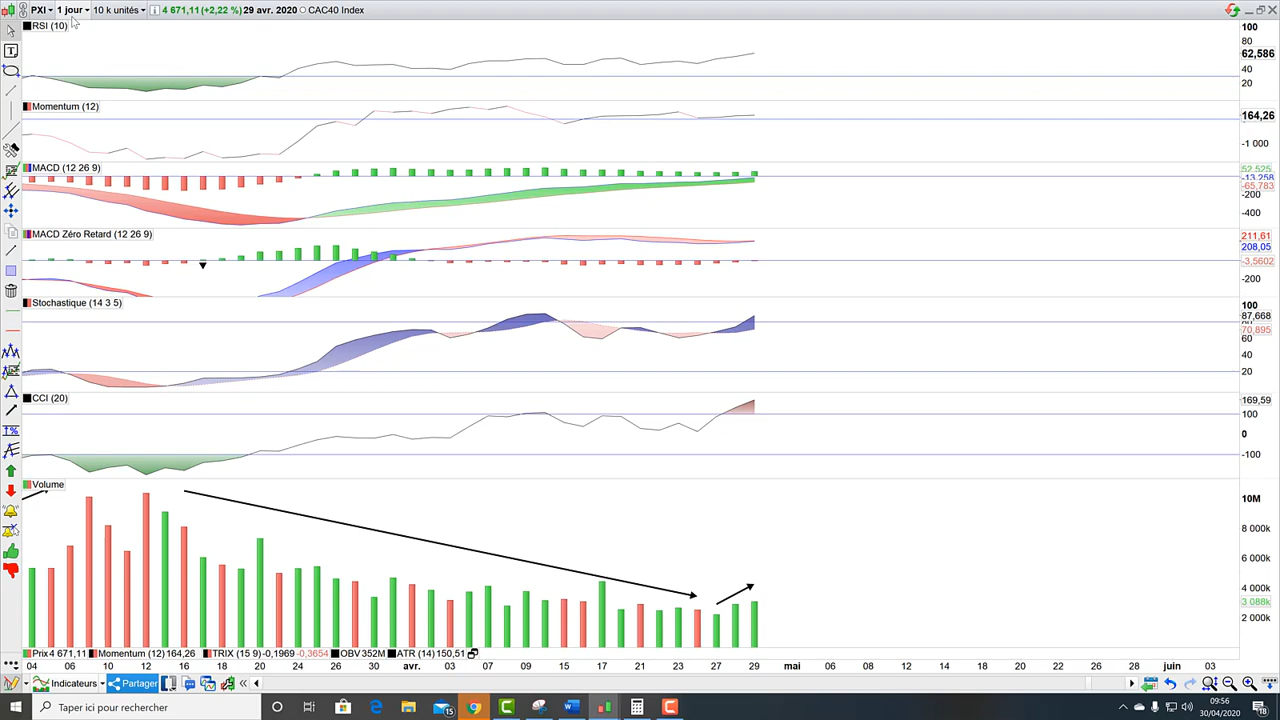 PXI 1 jour 10 k unités 4 671,11 (+2,22 %) 29 avr. 2020 CAC40 Index
RSI (10)
100
80
62,586
40
20
Momentum (12)
164,26
-1 000
MACD (12 26 9)
52,525
-13,258
-65,783
-200
-400
MACD Zéro Retard (12 26 9)
211,61
208,05
-3,5602
-200
Stochastique (14 3 5)
100
87,668
70,895
60
40
20
CCI (20)
169,59
100
0
-100
Volume
10M
8 000k
6 000k
4 000k
3 088k
2 000k
Prix 4 671,11 Momentum (12) 164,26 TRIX (15 9) -0,1969 -0,3654 OBV 352M ATR (14) 150,51
04 06 08 10 12 16 18 20 24 26 30 avr. 03 07 09 15 17 21 23 27 29 mai 06 08 12 14 18 20 22 26 28 juin 03
Indicateurs Partager
Taper ici pour rechercher
15
09:56
30/04/2020
18